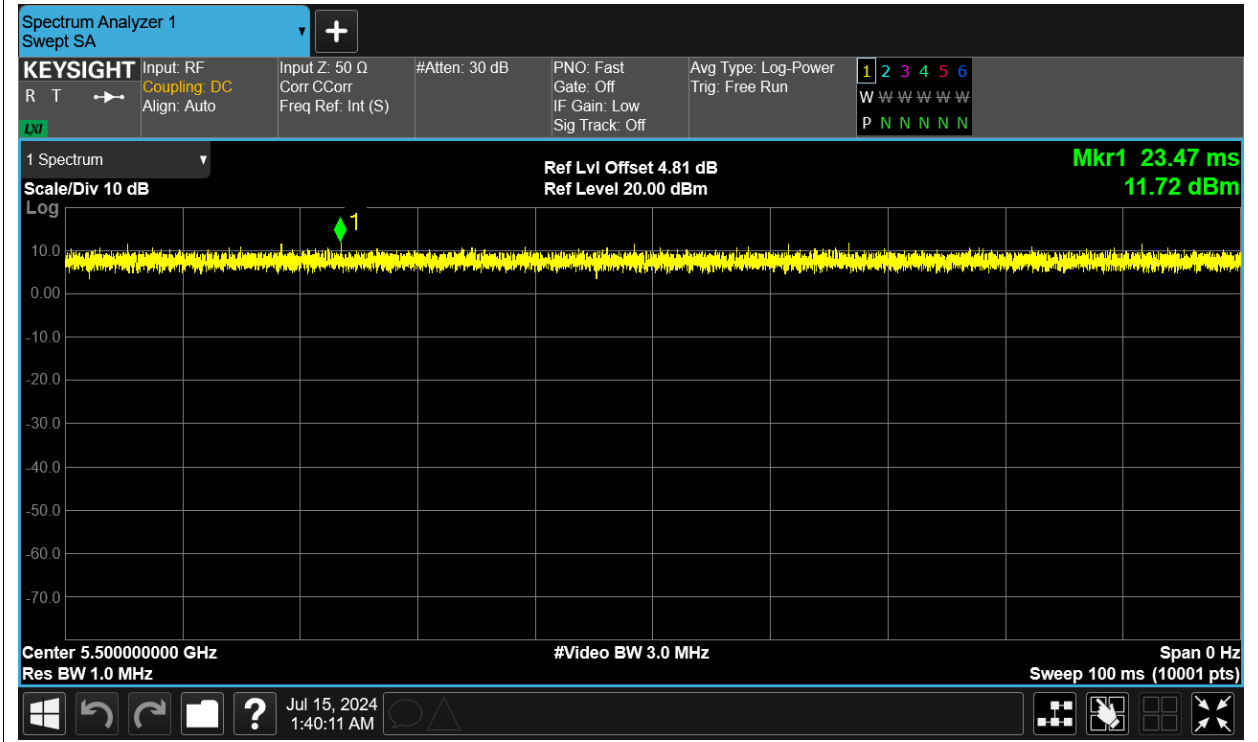 Spectrum Analyzer 1
Swept SA
KEYSIGHT
R T
LXI
Input: RF
Coupling: DC
Align: Auto
Input Z: 50 Ω
Corr CCorr
Freq Ref: Int (S)
#Atten: 30 dB
PNO: Fast
Gate: Off
IF Gain: Low
Sig Track: Off
Avg Type: Log-Power
Trig: Free Run
1 2 3 4 5 6
W W W W W W
P N N N N N
1 Spectrum
Scale/Div 10 dB
Log
Ref Lvl Offset 4.81 dB
Ref Level 20.00 dBm
Mkr1 23.47 ms
11.72 dBm
1
10.0
0.00
-10.0
-20.0
-30.0
-40.0
-50.0
-60.0
-70.0
Center 5.500000000 GHz
Res BW 1.0 MHz
#Video BW 3.0 MHz
Span 0 Hz
Sweep 100 ms (10001 pts)
?
Jul 15, 2024
1:40:11 AM